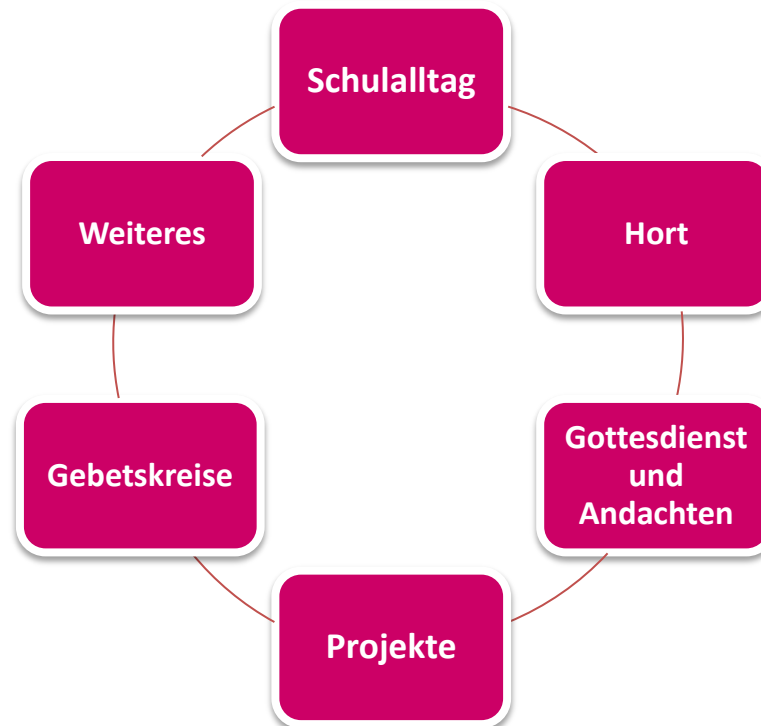 Schulalltag
Weiteres
Hort
Gebetskreise
Gottesdienst
und
Andachten
Projekte